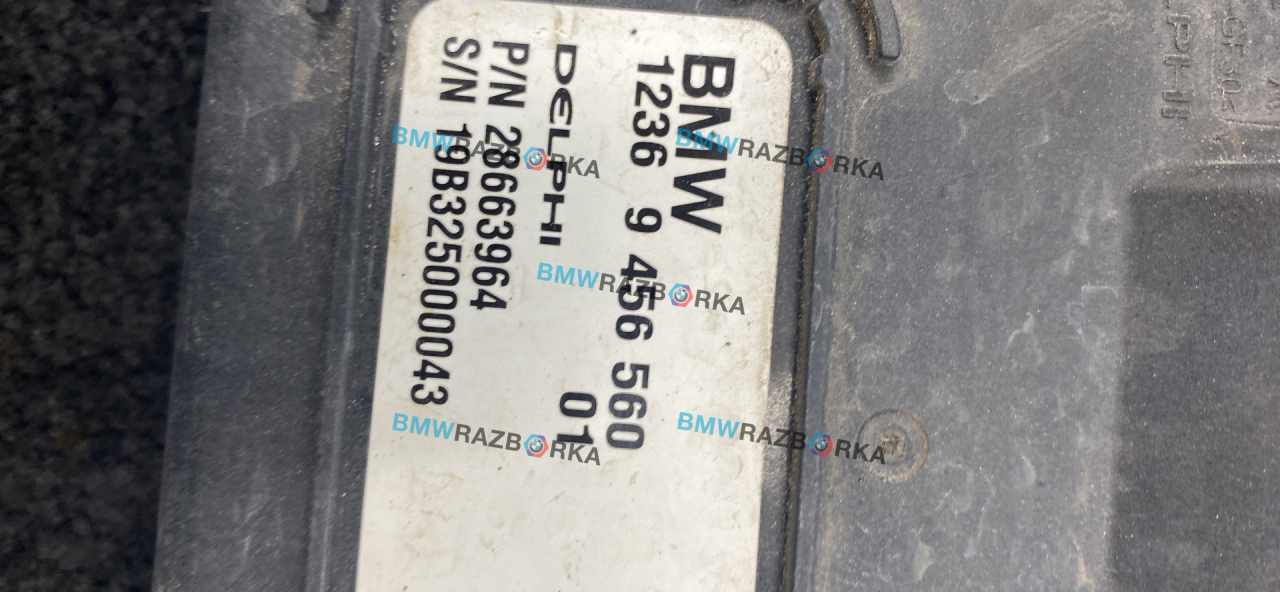 BMW
1236 9 456 560
01
DELPHI
P/N 28663964
S/N 19B325000043
BMWRAZBORKA
BMWRAZBORKA
BMWRAZBORKA
BMWRAZBORKA
BMWRAZBORKA